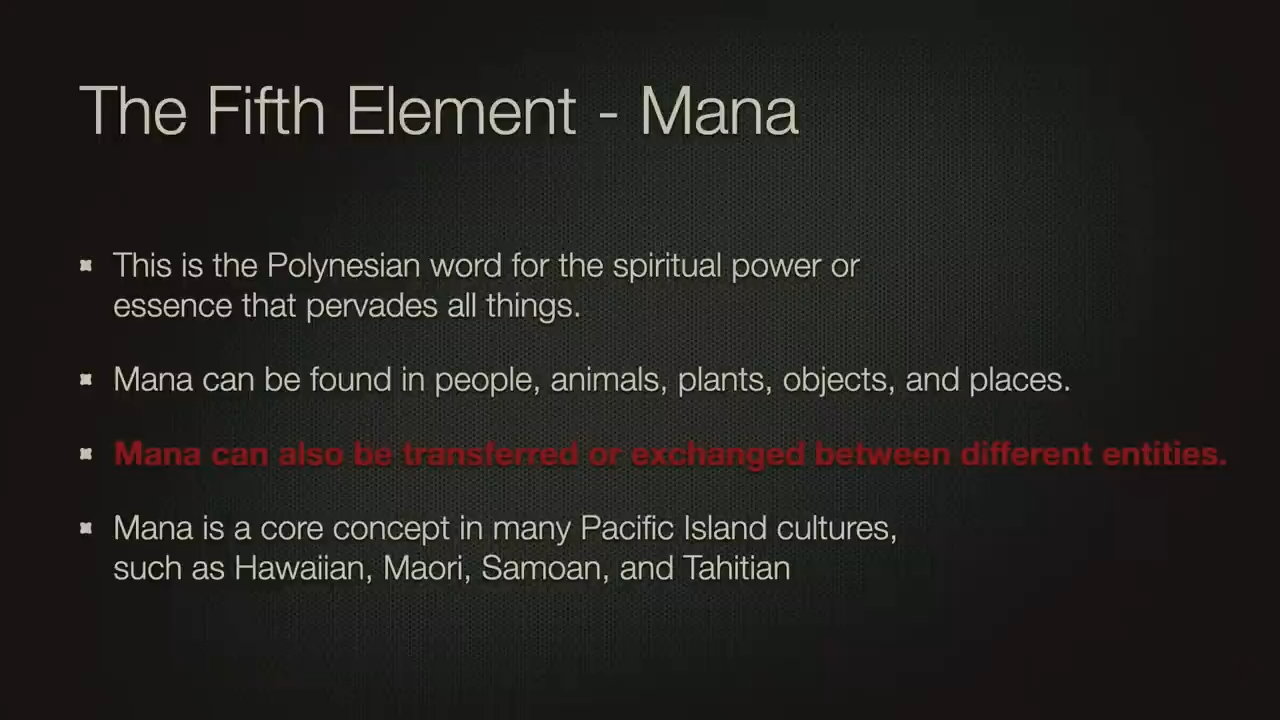 The Fifth Element - Mana
This is the Polynesian word for the spiritual power or
essence that pervades all things.
Mana can be found in people, animals, plants, objects, and places.
Mana can also be transferred or exchanged between different entities.
Mana is a core concept in many Pacific Island cultures,
such as Hawaiian, Maori, Samoan, and Tahitian